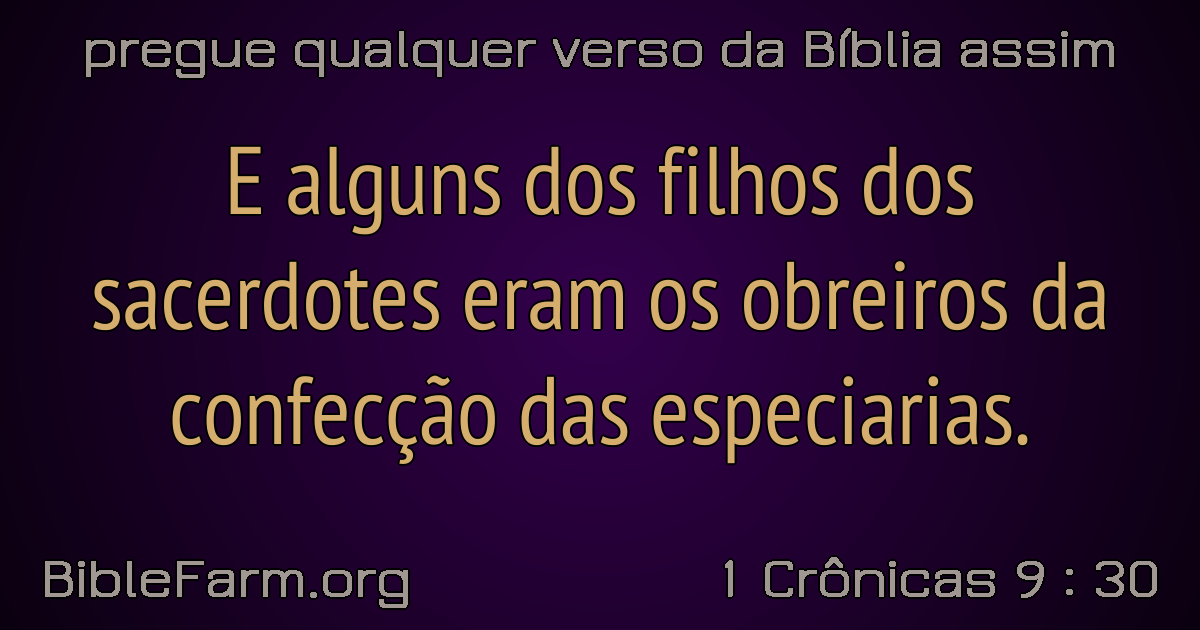 pregue qualquer verso da Bíblia assim
E alguns dos filhos dos
sacerdotes eram os obreiros da
confecção das especiarias.
BibleFarm.org
1 Crônicas 9 : 30